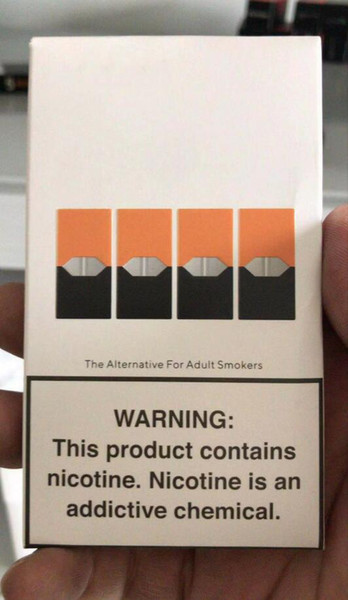 The Alternative For Adult Smokers
WARNING:
This product contains
nicotine. Nicotine is an
addictive chemical.